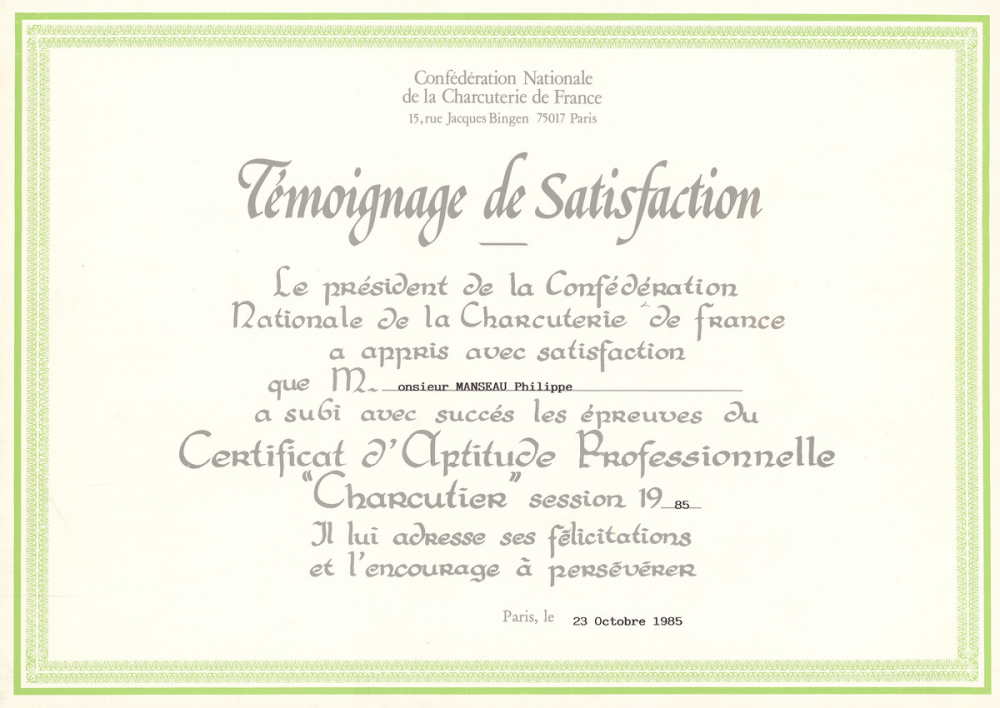 Confédération Nationale
de la Charcuterie de France
15, rue Jacques Bingen 75017 Paris
Témoignage de Satisfaction
Le président de la Confédération
Nationale de la Charcuterie de france
a appris avec satisfaction
que M. onsieur MANSEAU Philippe
a subi avec succés les épreuves du
Certificat d'Aptitude Professionnelle
"Charcutier" session 19 85
Il lui adresse ses félicitations
et l'encourage à persévérer
Paris, le 23 Octobre 1985